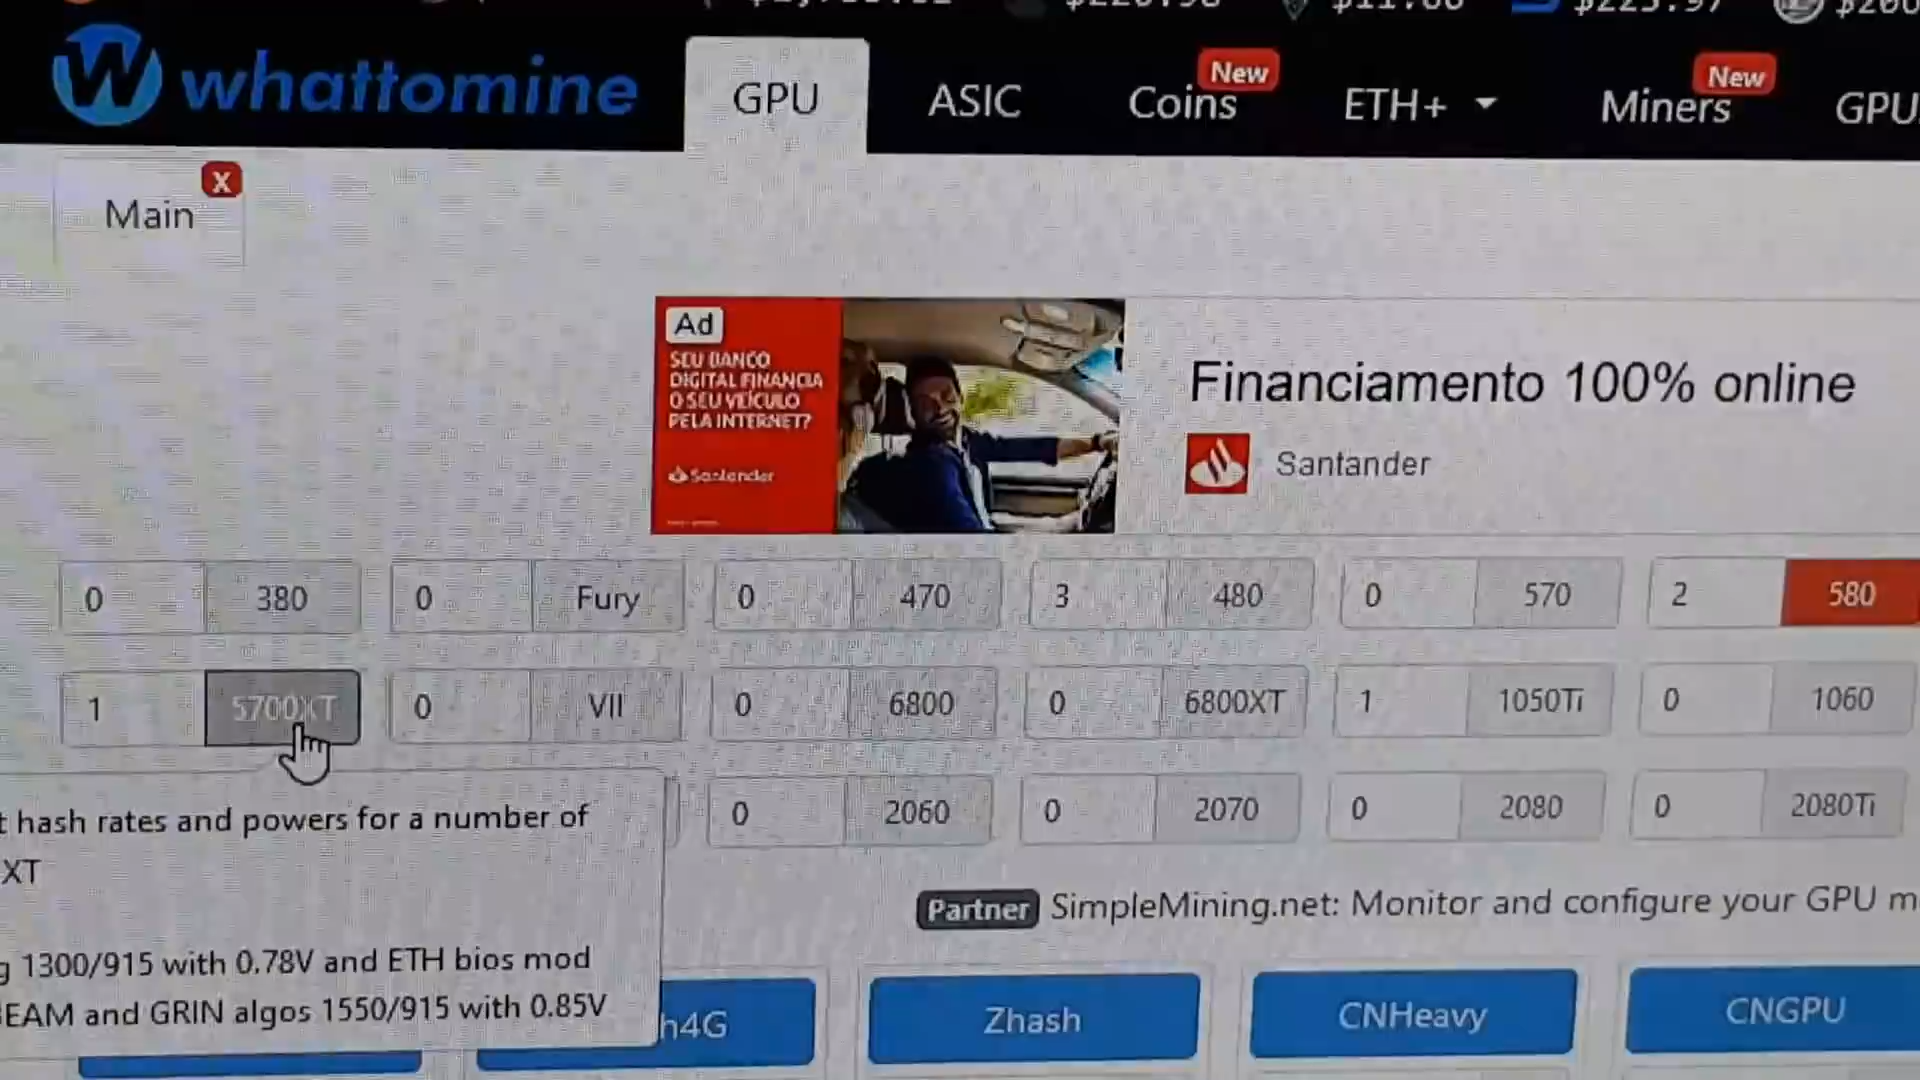 whattomine
GPU
ASIC
Coins
New
ETH+
Miners
New
GPU
Main
X
Ad
SEU BANCO
DIGITAL FINANCIA
O SEU VEÍCULO
PELA INTERNET?
Santander
Financiamento 100% online
Santander
0 380 0 Fury 0 470 3 480 0 570 2 580
1 5700XT 0 VII 0 6800 0 6800XT 1 1050Ti 0 1060
0 2060 0 2070 0 2080 0 2080Ti
t hash rates and powers for a number of
XT
g 1300/915 with 0.78V and ETH bios mod
EAM and GRIN algos 1550/915 with 0.85V
Partner SimpleMining.net: Monitor and configure your GPU m
h4G
Zhash
CNHeavy
CNGPU